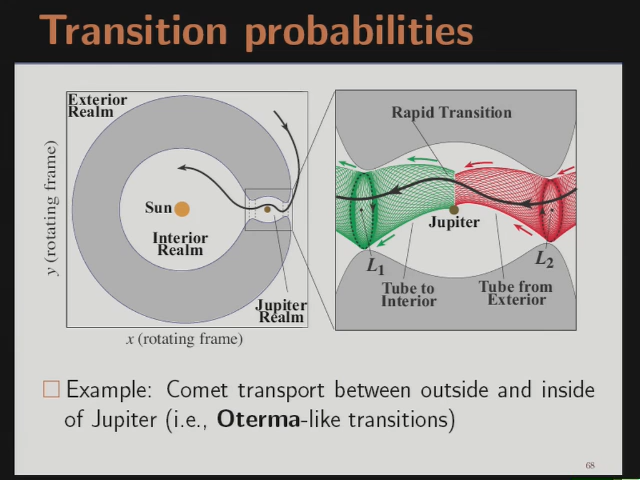 Transition probabilities
Exterior
Realm
Sun
Interior
Realm
Jupiter
Realm
y (rotating frame)
x (rotating frame)
Rapid Transition
Jupiter
L1
L2
Tube to
Interior
Tube from
Exterior
Example: Comet transport between outside and inside
of Jupiter (i.e., Oterma-like transitions)
68